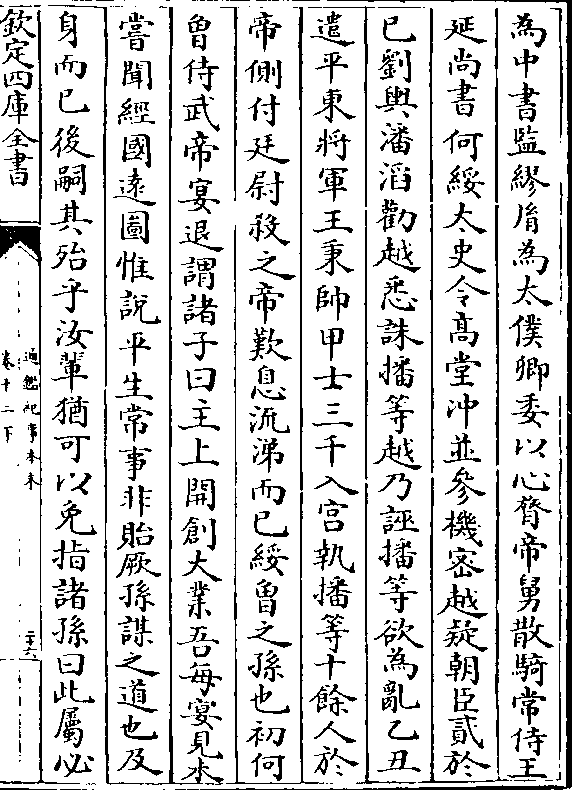 為中書監繆𦙍為太僕卿委以心膂帝舅散騎常侍王
延尚書何綏太史令高堂沖並參機密越疑朝臣貳於
已劉輿潘滔勸越悉誅播等越乃誣播等欲為亂乙丑
遣平東將軍王秉帥甲士三千入宫執播等十餘人於
帝側付廷尉殺之帝歎息流涕而已綏曽之孫也初何
曽侍武帝宴退謂諸子曰主上開創大業吾每宴見未
嘗聞經國逺圖惟說平生常事非貽厥孫謀之道也及
身而已後嗣其殆乎汝輩猶可以免指諸孫曰此屬必
欽定四庫全書
通鑑紀事本末
卷十二下
二十六